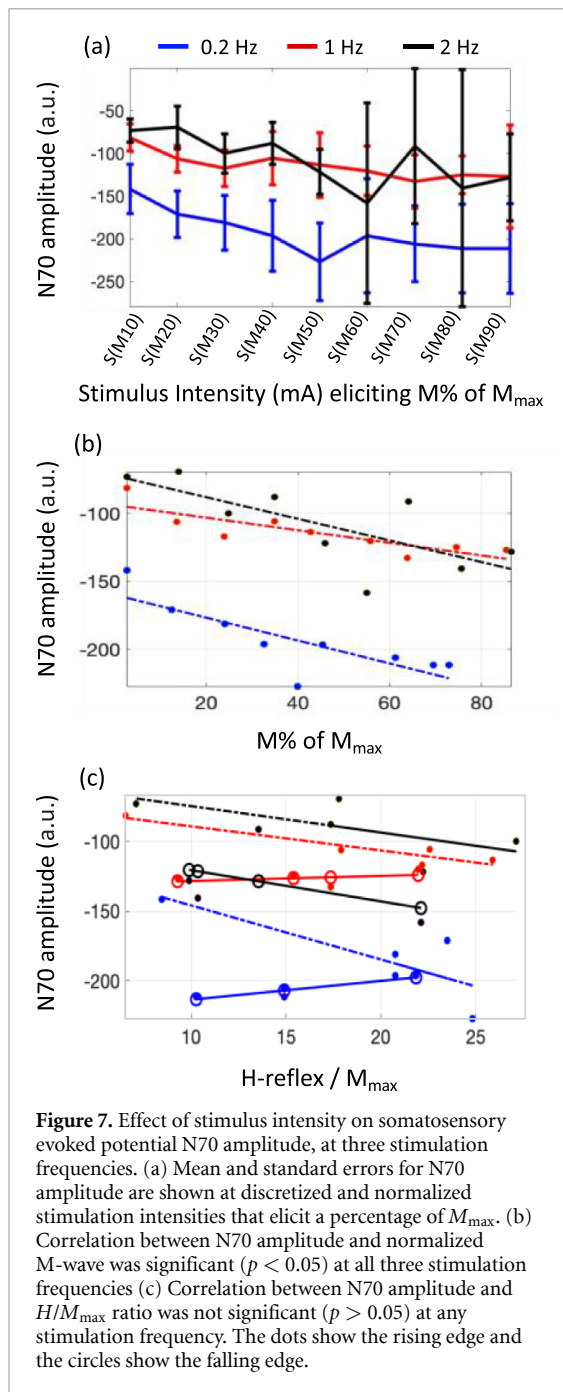 (a)
0.2 Hz 1 Hz 2 Hz
N70 amplitude (a.u.)
-50
-100
-150
-200
-250
S(M10) S(M20) S(M30) S(M40) S(M50) S(M60) S(M70) S(M80) S(M90)
Stimulus Intensity (mA) eliciting M% of Mmax
(b)
N70 amplitude (a.u.)
-100
-150
-200
20 40 60 80
M% of Mmax
(c)
N70 amplitude (a.u.)
-100
-150
-200
10 15 20 25
H-reflex / Mmax
Figure 7. Effect of stimulus intensity on somatosensory
evoked potential N70 amplitude, at three stimulation
frequencies. (a) Mean and standard errors for N70
amplitude are shown at discretized and normalized
stimulation intensities that elicit a percentage of Mmax. (b)
Correlation between N70 amplitude and normalized
M-wave was significant (p < 0.05) at all three stimulation
frequencies (c) Correlation between N70 amplitude and
H/Mmax ratio was not significant (p > 0.05) at any
stimulation frequency. The dots show the rising edge and
the circles show the falling edge.